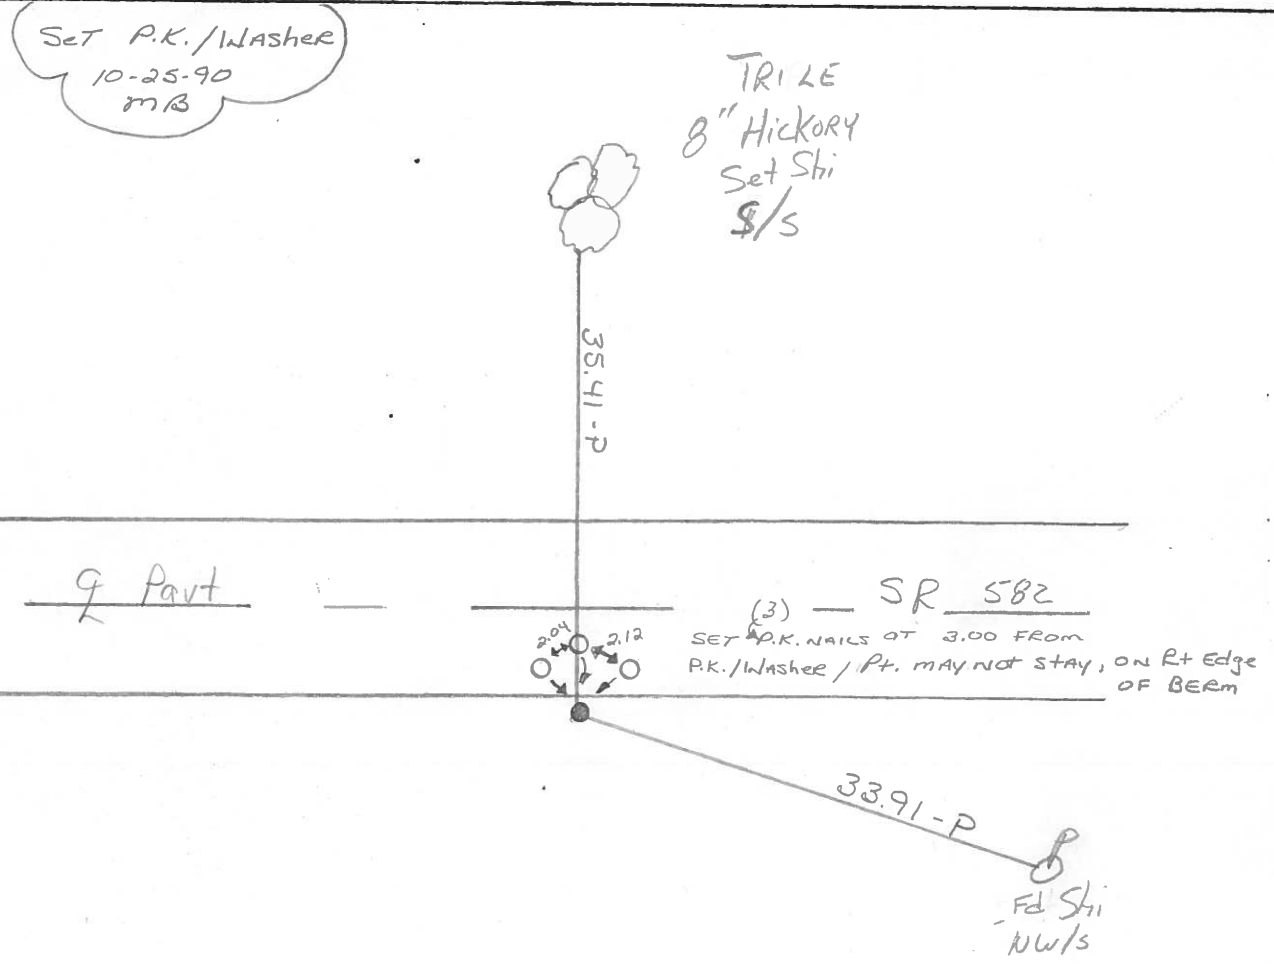 SET P.K./WASHER
10-25-90
MB
TRI LE
8" HICKORY
Set Shi
S/S
35.41 - P
℄ Pavt
SR 582
2.04
2.12
(3)
SET P.K. NAILS AT 3.00 FROM
P.K./WASHER / Pt. MAY NOT STAY, ON Rt Edge
OF BERM
33.91 - P
P
Fd Shi
NW/S